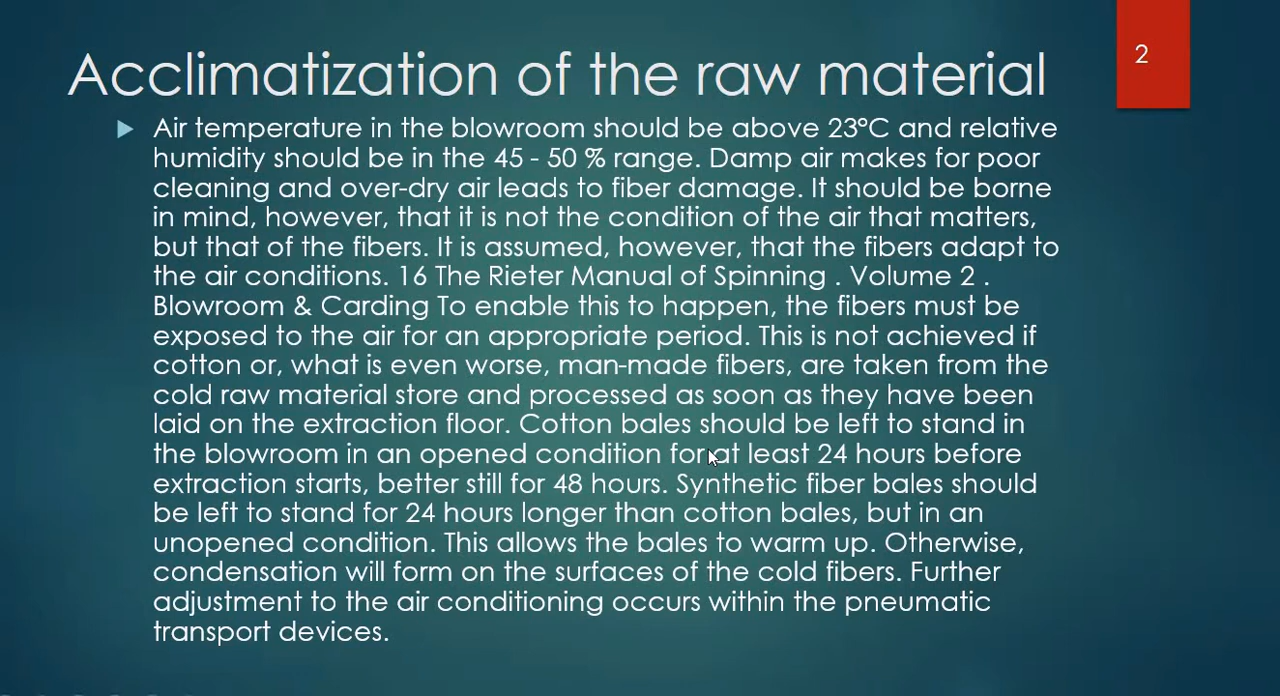 Acclimatization of the raw material
2
Air temperature in the blowroom should be above 23°C and relative
humidity should be in the 45 - 50 % range. Damp air makes for poor
cleaning and over-dry air leads to fiber damage. It should be borne
in mind, however, that it is not the condition of the air that matters,
but that of the fibers. It is assumed, however, that the fibers adapt to
the air conditions. 16 The Rieter Manual of Spinning . Volume 2 .
Blowroom & Carding To enable this to happen, the fibers must be
exposed to the air for an appropriate period. This is not achieved if
cotton or, what is even worse, man-made fibers, are taken from the
cold raw material store and processed as soon as they have been
laid on the extraction floor. Cotton bales should be left to stand in
the blowroom in an opened condition for at least 24 hours before
extraction starts, better still for 48 hours. Synthetic fiber bales should
be left to stand for 24 hours longer than cotton bales, but in an
unopened condition. This allows the bales to warm up. Otherwise,
condensation will form on the surfaces of the cold fibers. Further
adjustment to the air conditioning occurs within the pneumatic
transport devices.